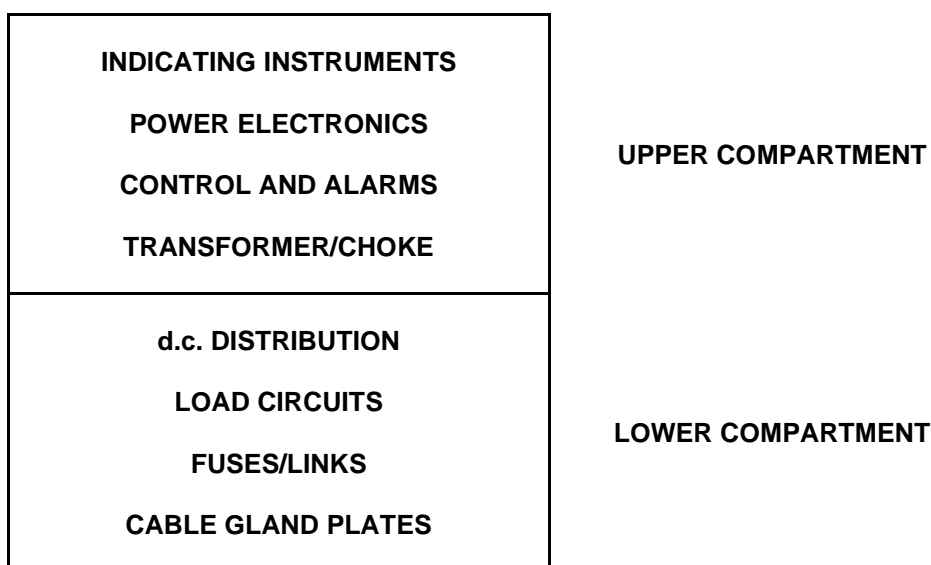 INDICATING INSTRUMENTS
POWER ELECTRONICS
CONTROL AND ALARMS
TRANSFORMER/CHOKE
UPPER COMPARTMENT
d.c. DISTRIBUTION
LOAD CIRCUITS
FUSES/LINKS
CABLE GLAND PLATES
LOWER COMPARTMENT